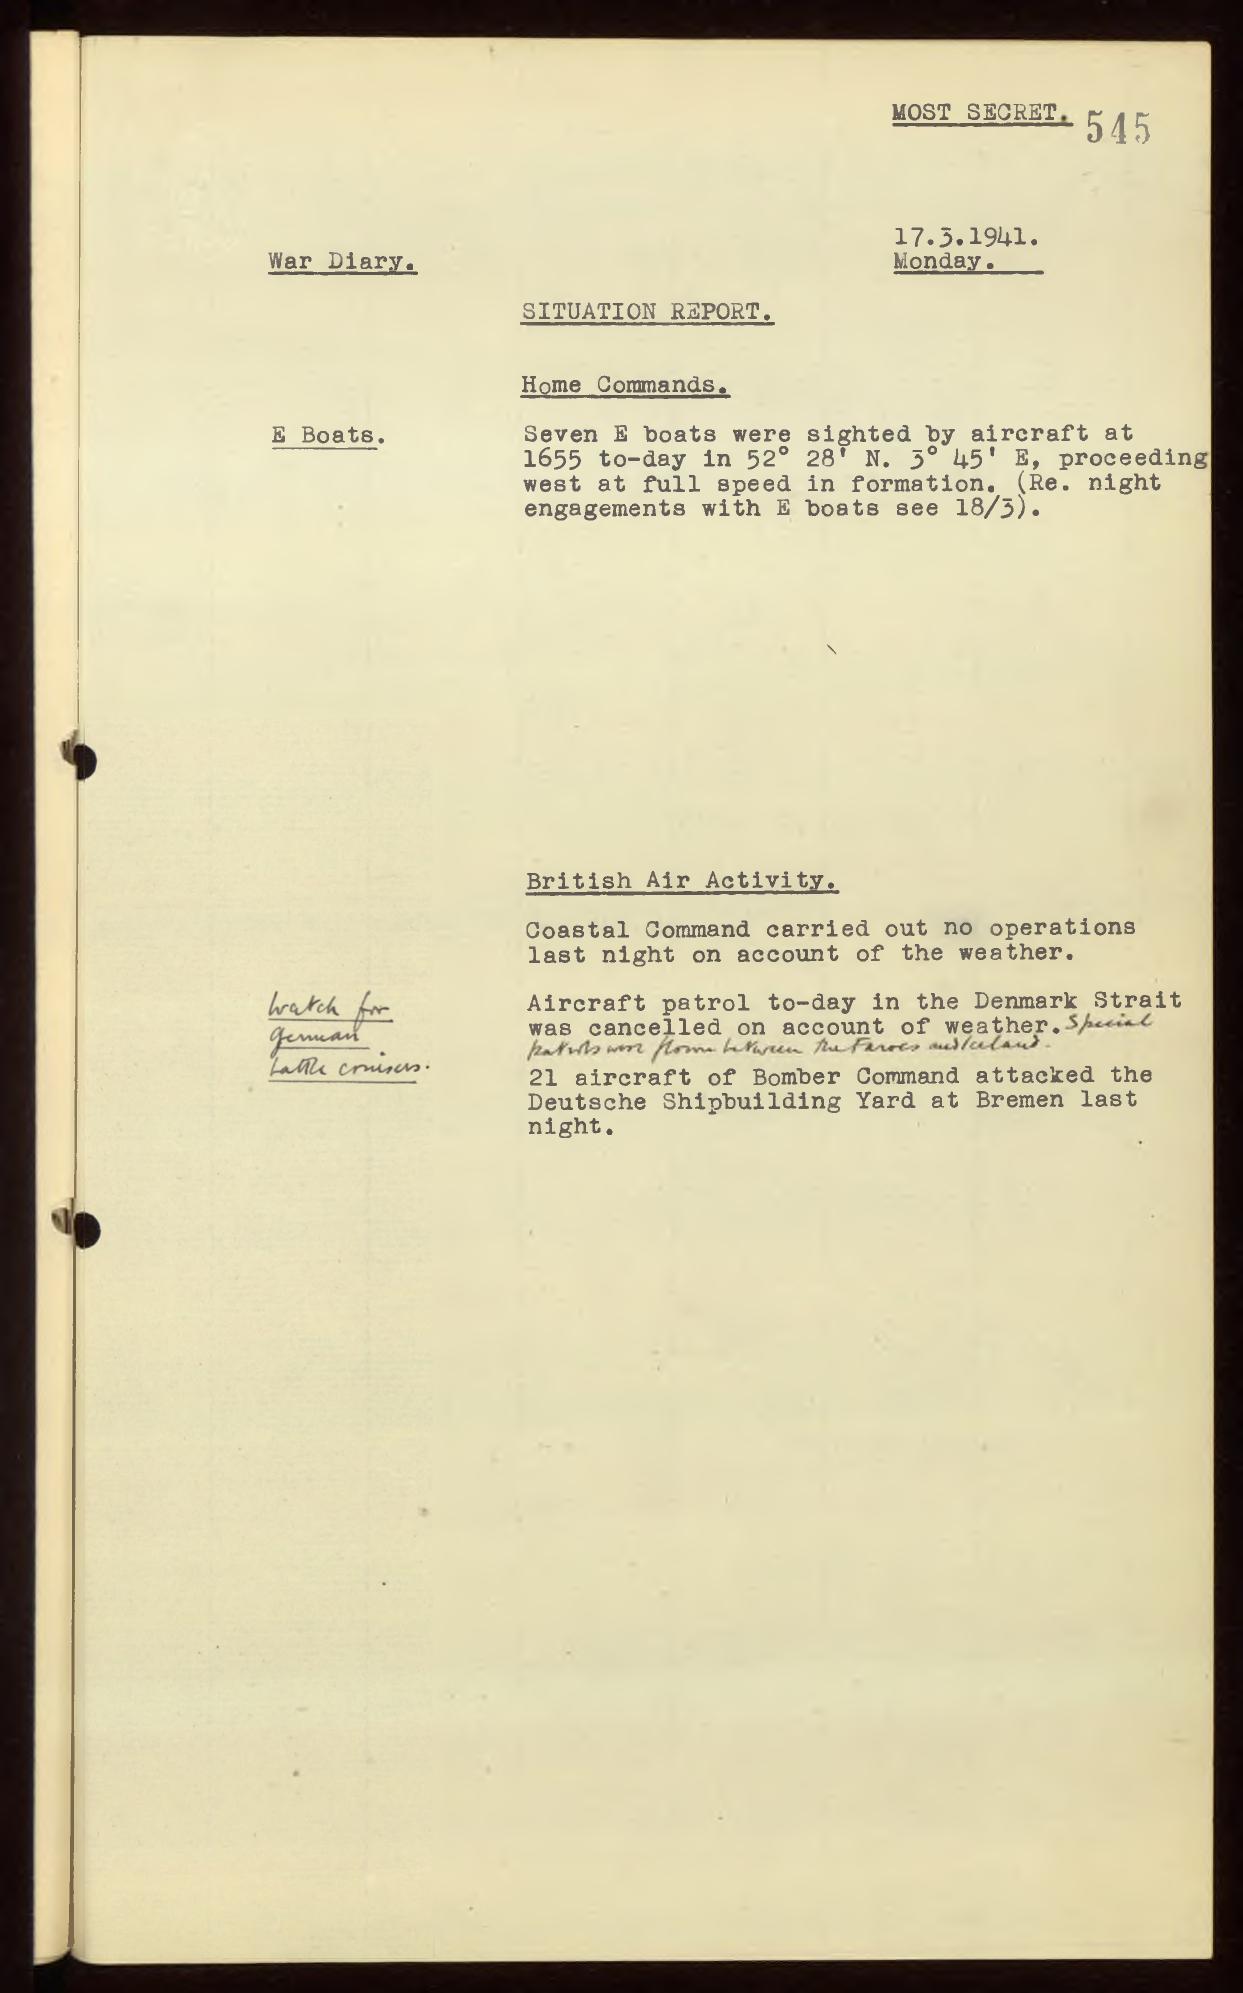 MOST SECRET. 545
17.3.1941.
War Diary. Monday.
SITUATION REPORT.
Home Commands.
E Boats. Seven E boats were sighted by aircraft at
1655 to-day in 52° 28' N. 3° 45' E, proceeding
west at full speed in formation. (Re. night
engagements with E boats see 18/3).
British Air Activity.
Coastal Command carried out no operations
last night on account of the weather.
Watch for
German
battle cruisers.
Aircraft patrol to-day in the Denmark Strait
was cancelled on account of weather. Special
patrols were flown between the Faroes and Iceland.
21 aircraft of Bomber Command attacked the
Deutsche Shipbuilding Yard at Bremen last
night.